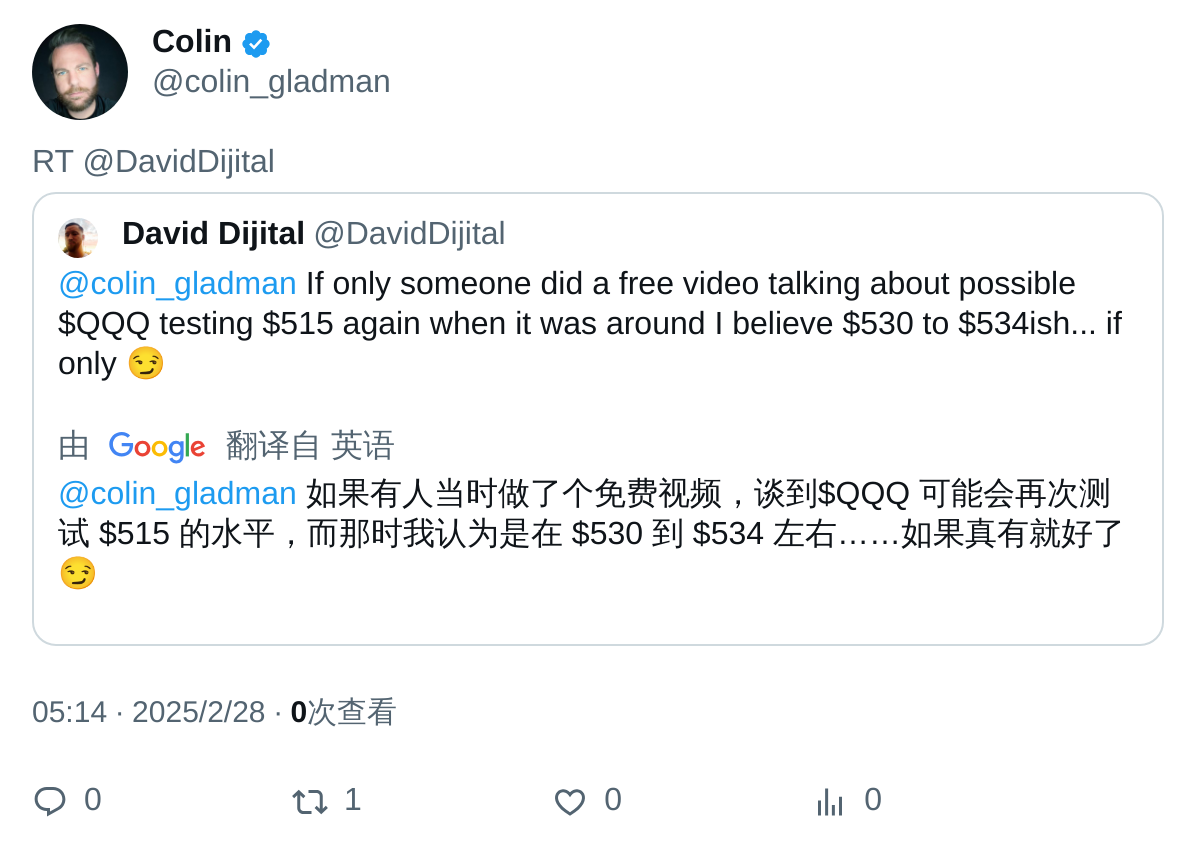 Colin
@colin_gladman
RT @DavidDijital
David Dijital @DavidDijital
@colin_gladman If only someone did a free video talking about possible
$QQQ testing $515 again when it was around I believe $530 to $534ish... if
only 😏
由 Google 翻译自 英语
@colin_gladman 如果有人当时做了个免费视频，谈到$QQQ 可能会再次测
试 $515 的水平，而那时我认为是在 $530 到 $534 左右……如果真有就好了
😏
05:14 · 2025/2/28 · 0次查看
0 1 0 0